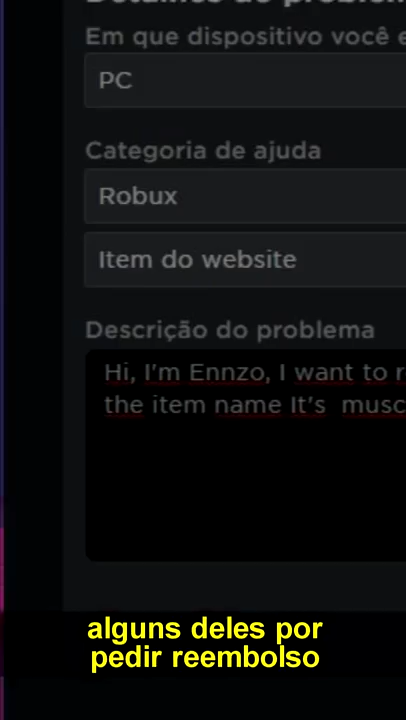 Em que dispositivo você
PC
Categoria de ajuda
Robux
Item do website
Descrição do problema
Hi, I'm Ennzo, I want to
the item name It's musc
alguns deles por
pedir reembolso